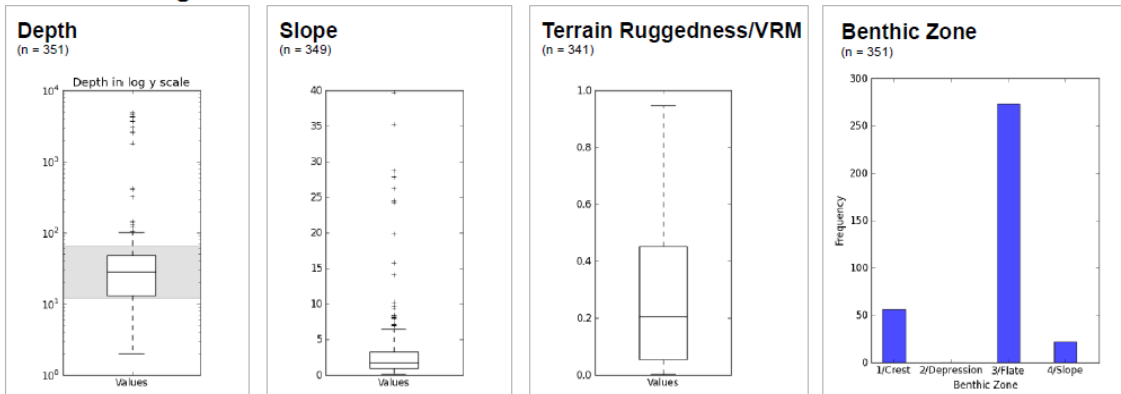 Depth
(n = 351)
Depth in log y scale
10^4
10^3
10^2
10^1
10^0
Values
Slope
(n = 349)
40
35
30
25
20
15
10
5
0
Values
Terrain Ruggedness/VRM
(n = 341)
1.0
0.8
0.6
0.4
0.2
0.0
Values
Benthic Zone
(n = 351)
300
250
200
150
100
50
0
Frequency
1/Crest 2/Depression 3/Flate 4/Slope
Benthic Zone